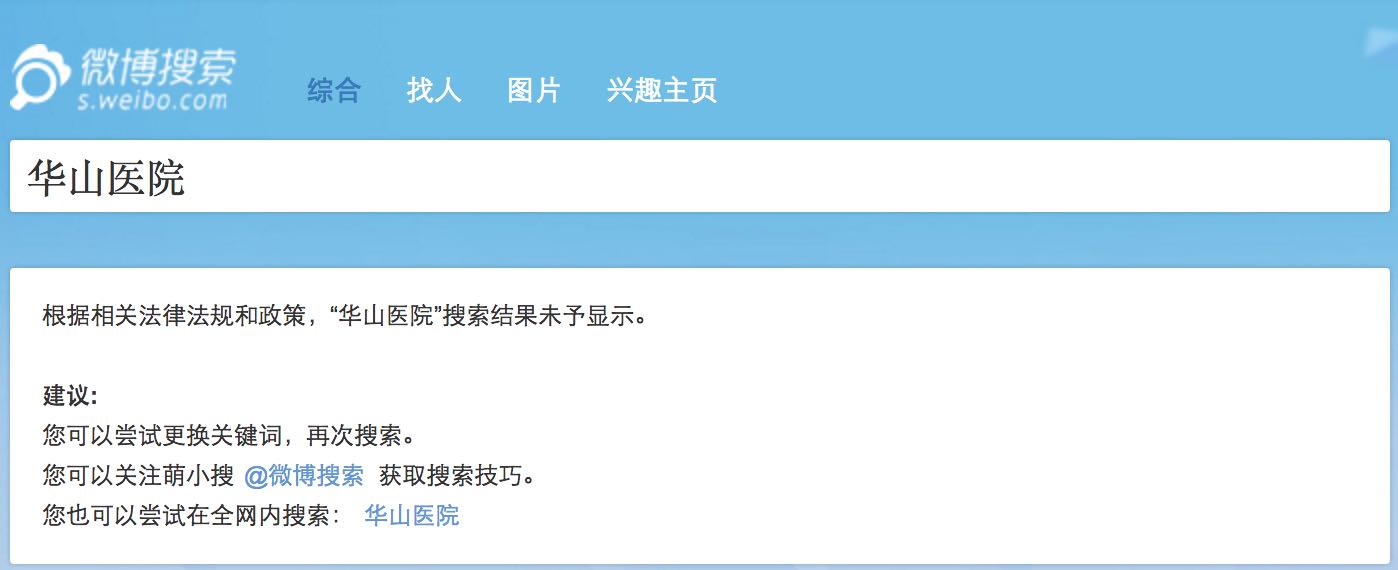 微博搜索
s.weibo.com
综合 找人 图片 兴趣主页
华山医院
根据相关法律法规和政策，“华山医院”搜索结果未予显示。
建议:
您可以尝试更换关键词，再次搜索。
您可以关注萌小搜 @微博搜索 获取搜索技巧。
您也可以尝试在全网内搜索： 华山医院